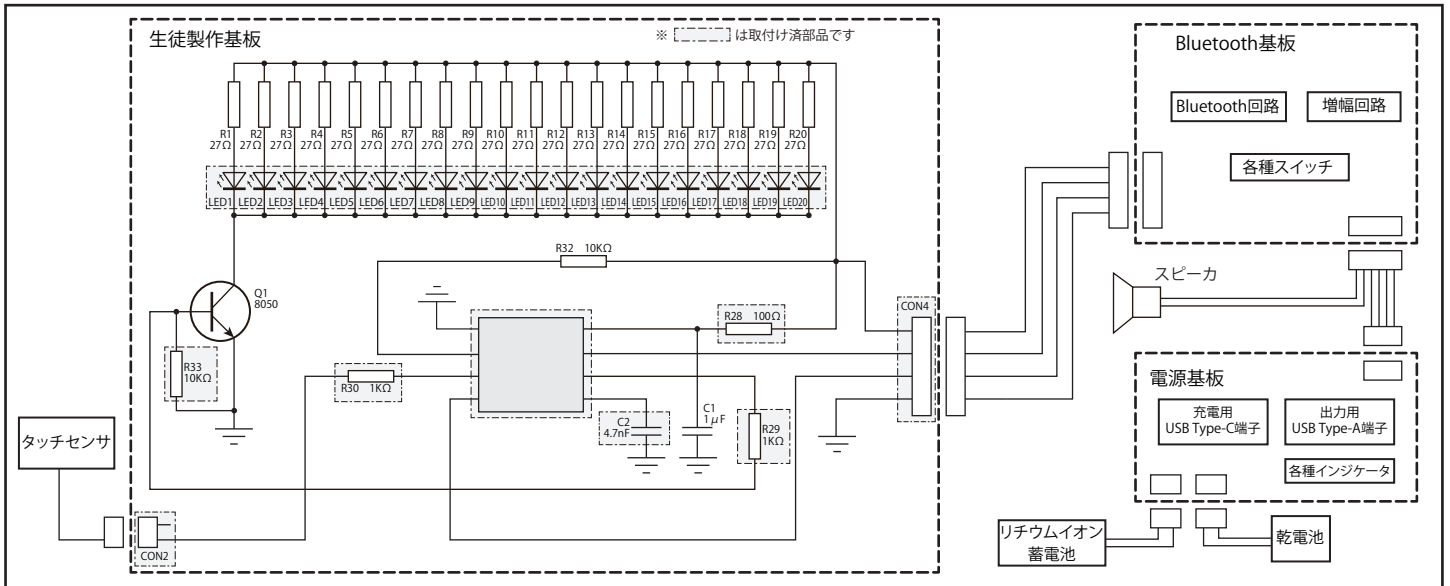 生徒製作基板
※ は取付け済部品です
R1 27Ω
R2 27Ω
R3 27Ω
R4 27Ω
R5 27Ω
R6 27Ω
R7 27Ω
R8 27Ω
R9 27Ω
R10 27Ω
R11 27Ω
R12 27Ω
R13 27Ω
R14 27Ω
R15 27Ω
R16 27Ω
R17 27Ω
R18 27Ω
R19 27Ω
R20 27Ω
LED1 LED2 LED3 LED4 LED5 LED6 LED7 LED8 LED9 LED10 LED11 LED12 LED13 LED14 LED15 LED16 LED17 LED18 LED19 LED20
R32 10KΩ
Q1
8050
R28 100Ω
CON4
R33
10KΩ
R30 1KΩ
C2
4.7nF
C1
1μF
R29
1KΩ
タッチセンサ
CON2
Bluetooth基板
Bluetooth回路
増幅回路
各種スイッチ
スピーカ
電源基板
充電用
USB Type-C端子
出力用
USB Type-A端子
各種インジケータ
リチウムイオン
蓄電池
乾電池